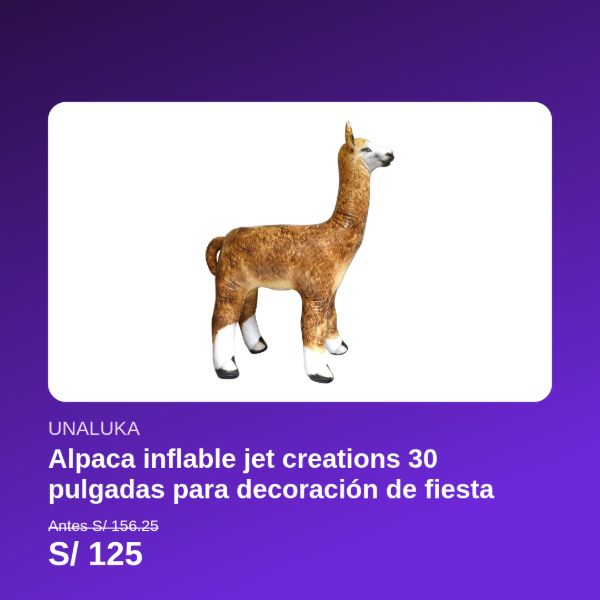 UNALUKA
Alpaca inflable jet creations 30
pulgadas para decoración de fiesta
Antes S/ 156.25
S/ 125